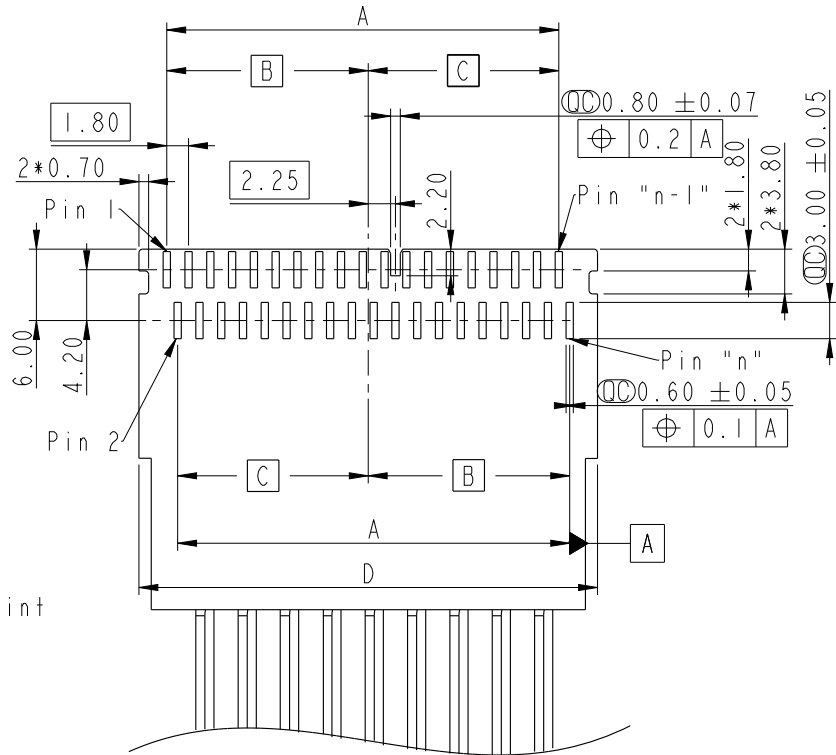 A
B
C
QC 0.80 ±0.07
0.2 A
1.80
2*0.70
2.25
2.20
Pin 1
Pin "n-1"
2*1.80
2*3.80
QC 3.00 ±0.05
6.00
4.20
Pin "n"
QC 0.60 ±0.05
0.1 A
Pin 2
C
B
A
A
D
int